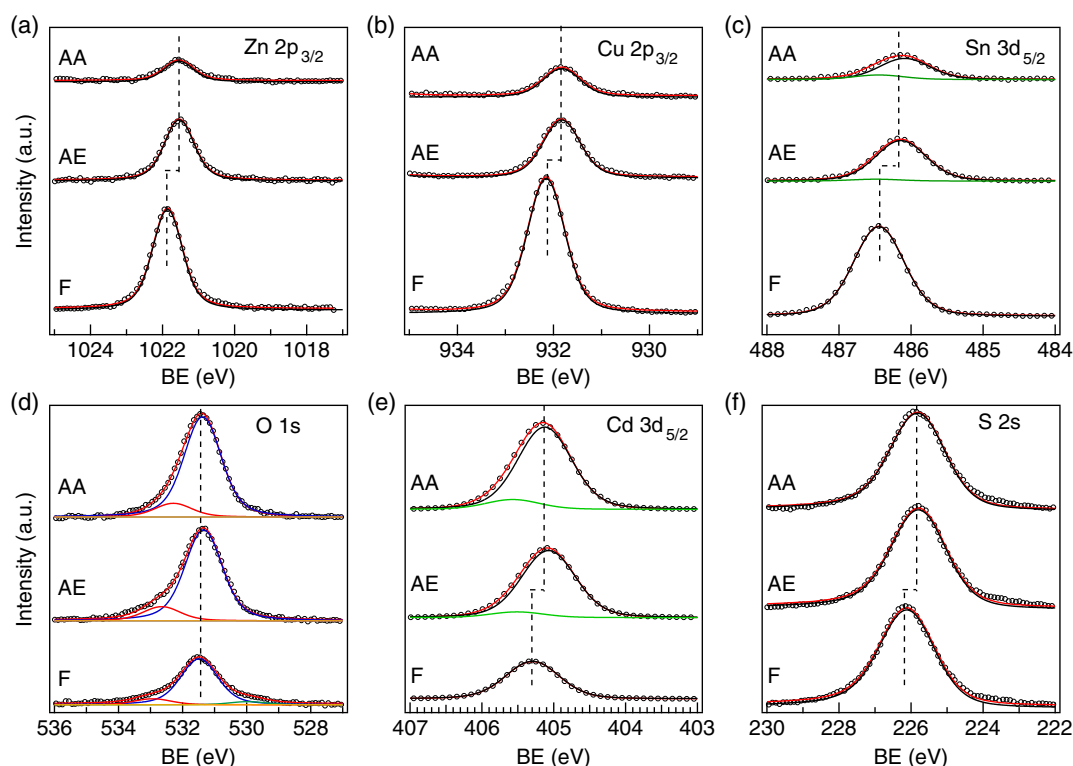 (a)
AA
Zn 2p3/2
AE
F
Intensity (a.u.)
1024 1022 1020 1018
BE (eV)
(b)
AA
Cu 2p3/2
AE
F
934 932 930
BE (eV)
(c)
AA
Sn 3d5/2
AE
F
488 487 486 485 484
BE (eV)
(d)
O 1s
AA
AE
F
Intensity (a.u.)
536 534 532 530 528
BE (eV)
(e)
Cd 3d5/2
AA
AE
F
407 406 405 404 403
BE (eV)
(f)
S 2s
AA
AE
F
230 228 226 224 222
BE (eV)